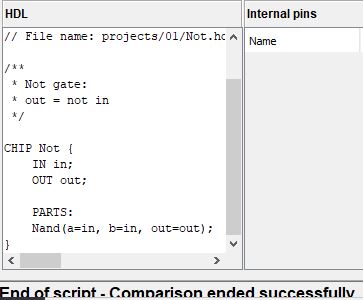 HDL
Internal pins
// File name: projects/01/Not.hd
Name
/**
 * Not gate:
 * out = not in
 */
CHIP Not {
    IN in;
    OUT out;
    PARTS:
    Nand(a=in, b=in, out=out);
}
End of script - Comparison ended successfully